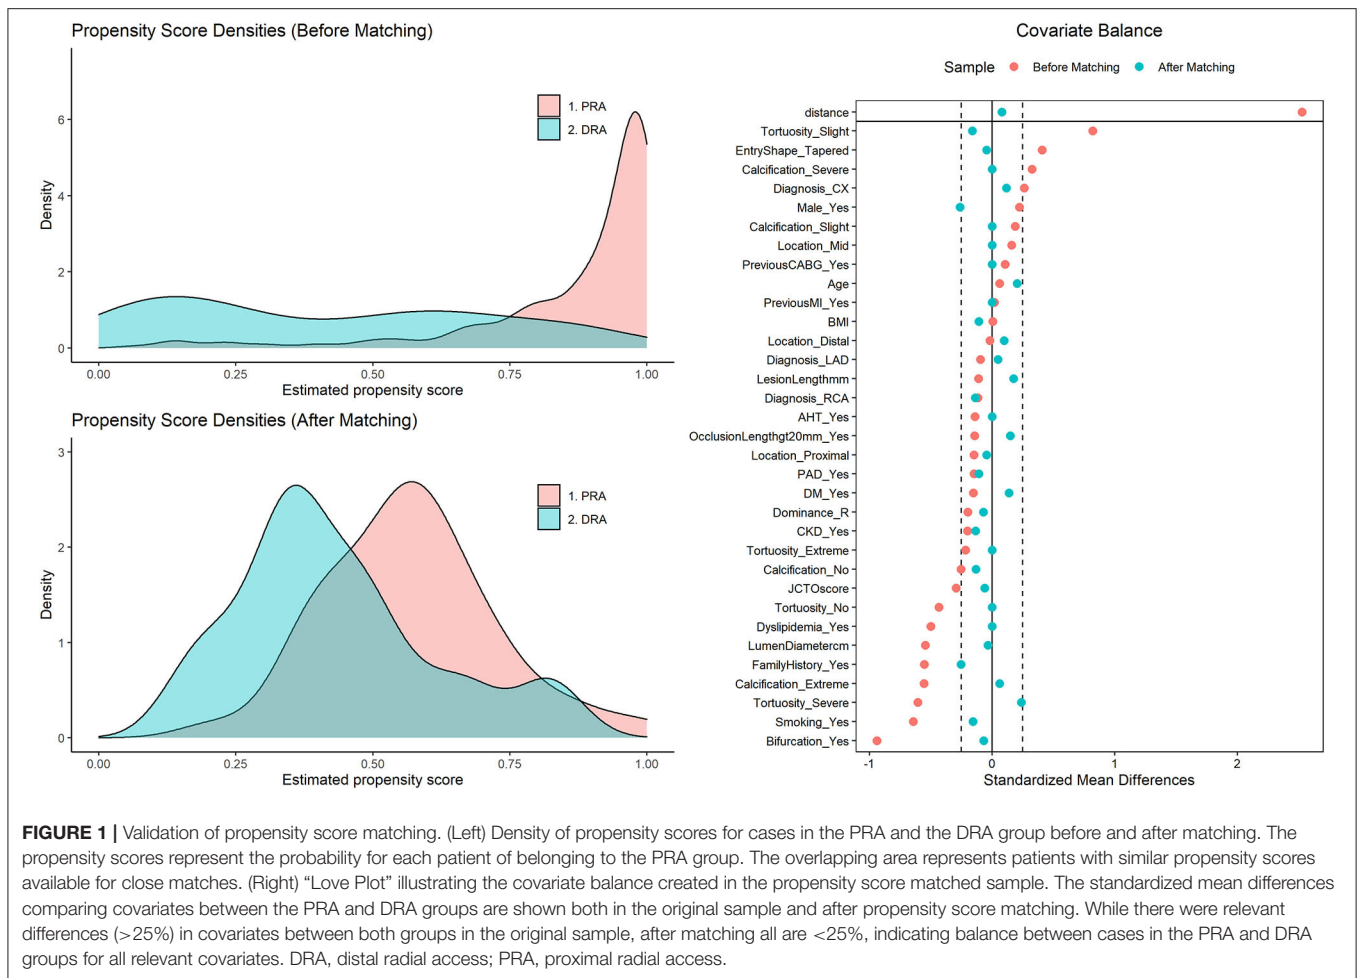 Propensity Score Densities (Before Matching)
6
4
2
0
Density
1. PRA
2. DRA
0.00 0.25 0.50 0.75 1.00
Estimated propensity score
Propensity Score Densities (After Matching)
3
2
1
0
Density
1. PRA
2. DRA
0.00 0.25 0.50 0.75 1.00
Estimated propensity score
Covariate Balance
Sample Before Matching After Matching
distance
Tortuosity_Slight
EntryShape_Tapered
Calcification_Severe
Diagnosis_CX
Male_Yes
Calcification_Slight
Location_Mid
PreviousCABG_Yes
Age
PreviousMI_Yes
BMI
Location_Distal
Diagnosis_LAD
LesionLengthmm
Diagnosis_RCA
AHT_Yes
OcclusionLengthgt20mm_Yes
Location_Proximal
PAD_Yes
DM_Yes
Dominance_R
CKD_Yes
Tortuosity_Extreme
Calcification_No
JCTOscore
Tortuosity_No
Dyslipidemia_Yes
LumenDiametercm
FamilyHistory_Yes
Calcification_Extreme
Tortuosity_Severe
Smoking_Yes
Bifurcation_Yes
-1 0 1 2
Standardized Mean Differences
FIGURE 1 | Validation of propensity score matching. (Left) Density of propensity scores for cases in the PRA and the DRA group before and after matching. The
propensity scores represent the probability for each patient of belonging to the PRA group. The overlapping area represents patients with similar propensity scores
available for close matches. (Right) “Love Plot” illustrating the covariate balance created in the propensity score matched sample. The standardized mean differences
comparing covariates between the PRA and DRA groups are shown both in the original sample and after propensity score matching. While there were relevant
differences (>25%) in covariates between both groups in the original sample, after matching all are <25%, indicating balance between cases in the PRA and DRA
groups for all relevant covariates. DRA, distal radial access; PRA, proximal radial access.